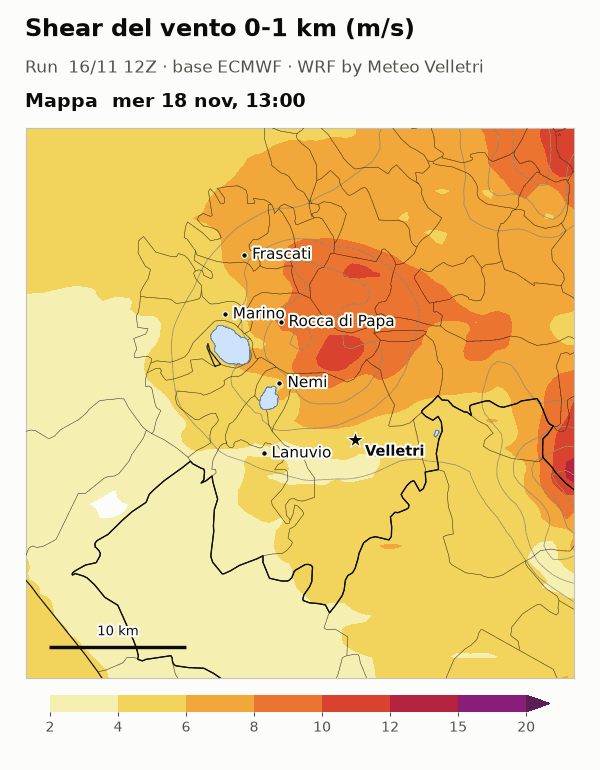 Shear del vento 0-1 km (m/s)
Run  16/11 12Z · base ECMWF · WRF by Meteo Velletri
Mappa  mer 18 nov, 13:00
Frascati
Marino
Rocca di Papa
Nemi
Velletri
Lanuvio
10 km
2 4 6 8 10 12 15 20